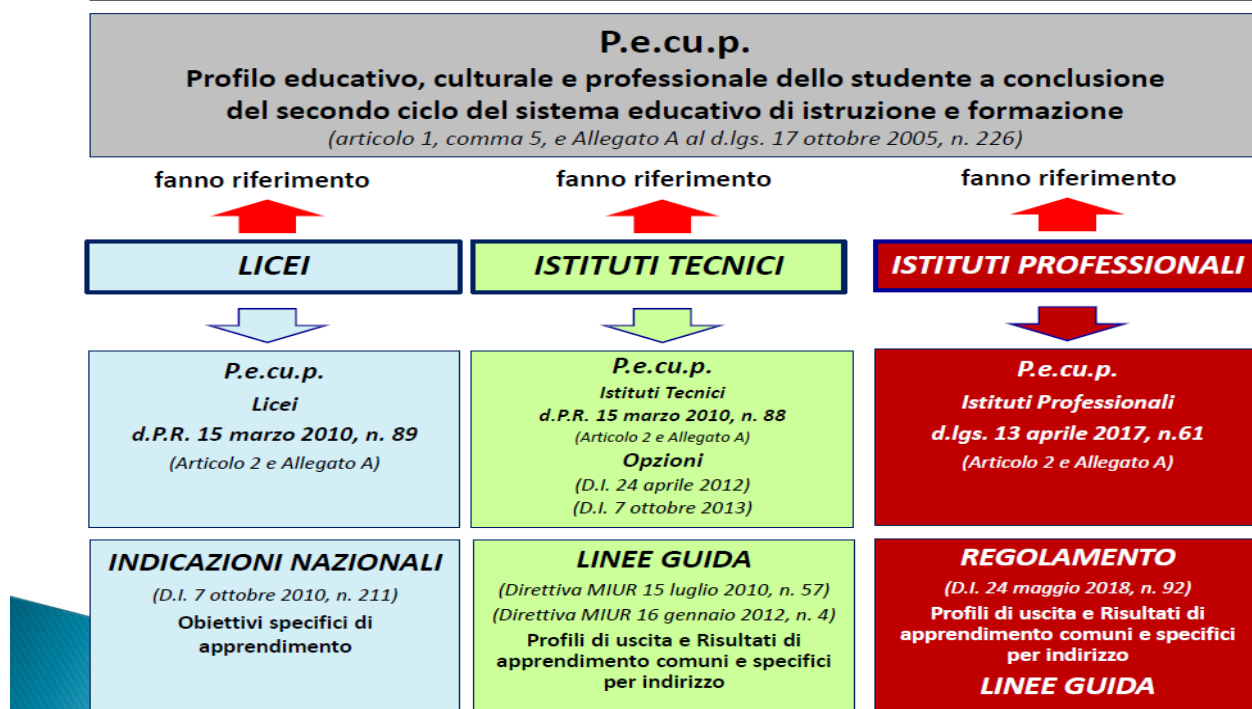 P.e.cu.p.
Profilo educativo, culturale e professionale dello studente a conclusione
del secondo ciclo del sistema educativo di istruzione e formazione
(articolo 1, comma 5, e Allegato A al d.lgs. 17 ottobre 2005, n. 226)
fanno riferimento
fanno riferimento
fanno riferimento
LICEI
ISTITUTI TECNICI
ISTITUTI PROFESSIONALI
P.e.cu.p.
Licei
d.P.R. 15 marzo 2010, n. 89
(Articolo 2 e Allegato A)
P.e.cu.p.
Istituti Tecnici
d.P.R. 15 marzo 2010, n. 88
(Articolo 2 e Allegato A)
Opzioni
(D.I. 24 aprile 2012)
(D.I. 7 ottobre 2013)
P.e.cu.p.
Istituti Professionali
d.lgs. 13 aprile 2017, n.61
(Articolo 2 e Allegato A)
INDICAZIONI NAZIONALI
(D.I. 7 ottobre 2010, n. 211)
Obiettivi specifici di
apprendimento
LINEE GUIDA
(Direttiva MIUR 15 luglio 2010, n. 57)
(Direttiva MIUR 16 gennaio 2012, n. 4)
Profili di uscita e Risultati di
apprendimento comuni e specifici
per indirizzo
REGOLAMENTO
(D.I. 24 maggio 2018, n. 92)
Profili di uscita e Risultati di
apprendimento comuni e specifici
per indirizzo
LINEE GUIDA